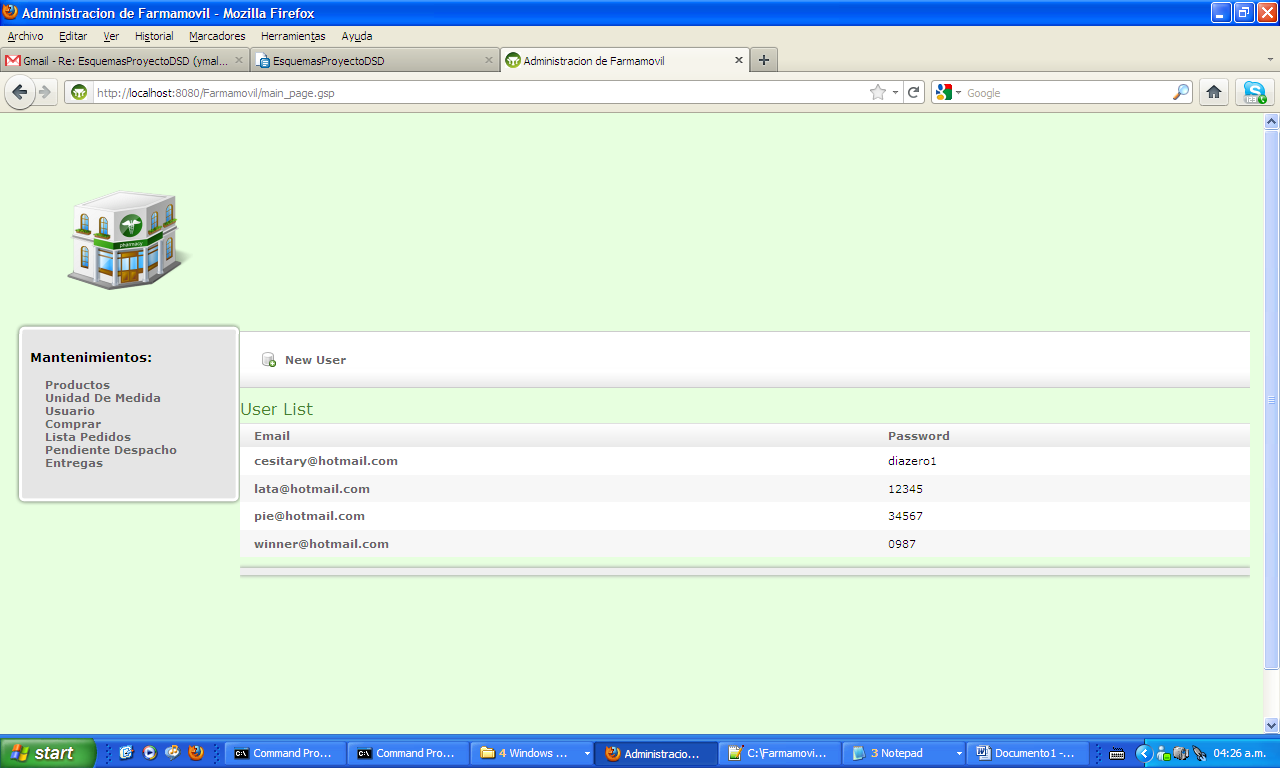 Administracion de Farmamovil - Mozilla Firefox
Archivo Editar Ver Historial Marcadores Herramientas Ayuda
Gmail - Re: EsquemasProyectoDSD (ymal... EsquemasProyectoDSD Administracion de Farmamovil
http://localhost:8080/Farmamovil/main_page.gsp Google
pharmacy
Mantenimientos:
Productos
Unidad De Medida
Usuario
Comprar
Lista Pedidos
Pendiente Despacho
Entregas
New User
User List
Email Password
cesitary@hotmail.com diazero1
lata@hotmail.com 12345
pie@hotmail.com 34567
winner@hotmail.com 0987
start Command Pro... Command Pro... 4 Windows ... Administracio... C:\Farmamovi... 3 Notepad Documento1 -... 04:26 a.m.